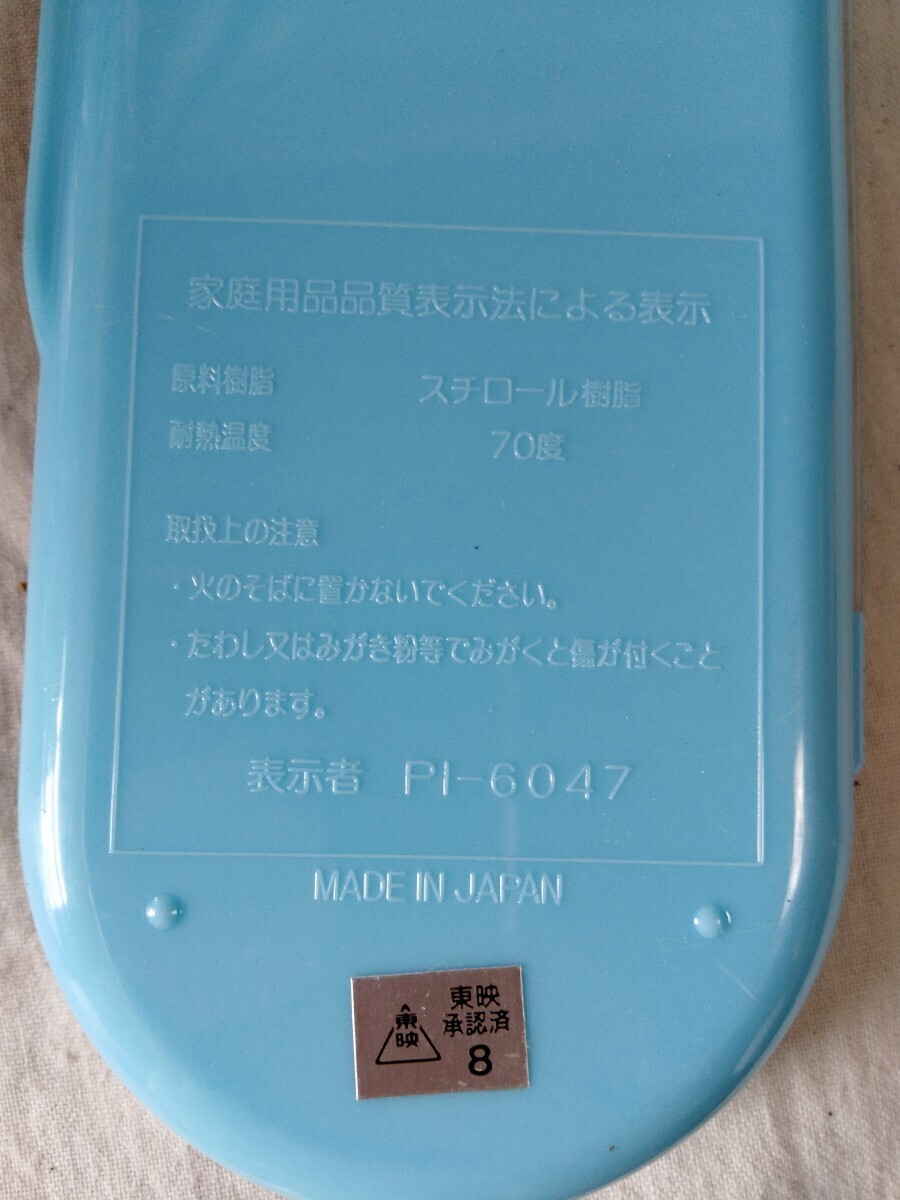 家庭用品品質表示法による表示
原料樹脂 スチロール樹脂
耐熱温度 70度
取扱上の注意
・火のそばに置かないでください。
・たわし又はみがき粉等でみがくと傷が付くこと
があります。
表示者 PI-6047
MADE IN JAPAN
東映
東映
承認済
8